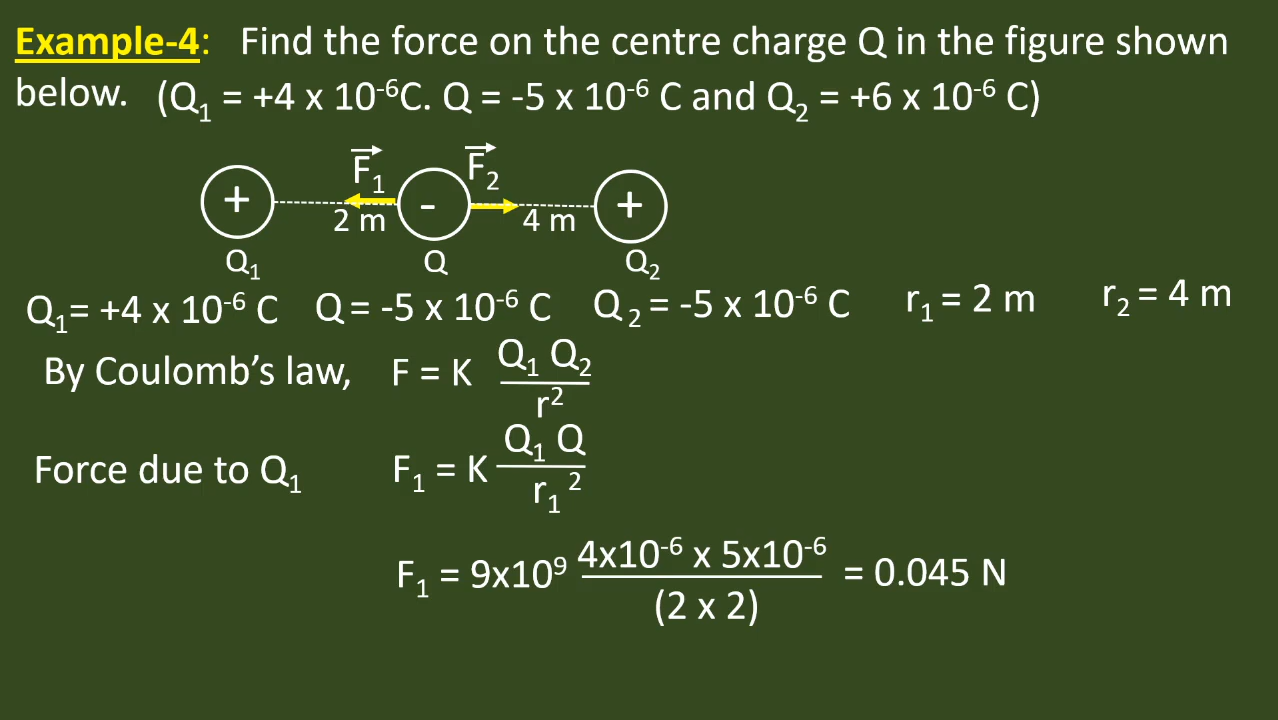 Example-4: Find the force on the centre charge Q in the figure shown
below. (Q₁ = +4 x 10⁻⁶C. Q = -5 x 10⁻⁶ C and Q₂ = +6 x 10⁻⁶ C)
F₁ F₂
+ - +
2 m 4 m
Q₁ Q Q₂
Q₁= +4 x 10⁻⁶ C Q = -5 x 10⁻⁶ C Q ₂ = -5 x 10⁻⁶ C r₁ = 2 m r₂ = 4 m
By Coulomb’s law, F = K Q₁ Q₂
r²
Force due to Q₁ F₁ = K Q₁ Q
r₁ ²
F₁ = 9x10⁹ 4x10⁻⁶ x 5x10⁻⁶ = 0.045 N
(2 x 2)